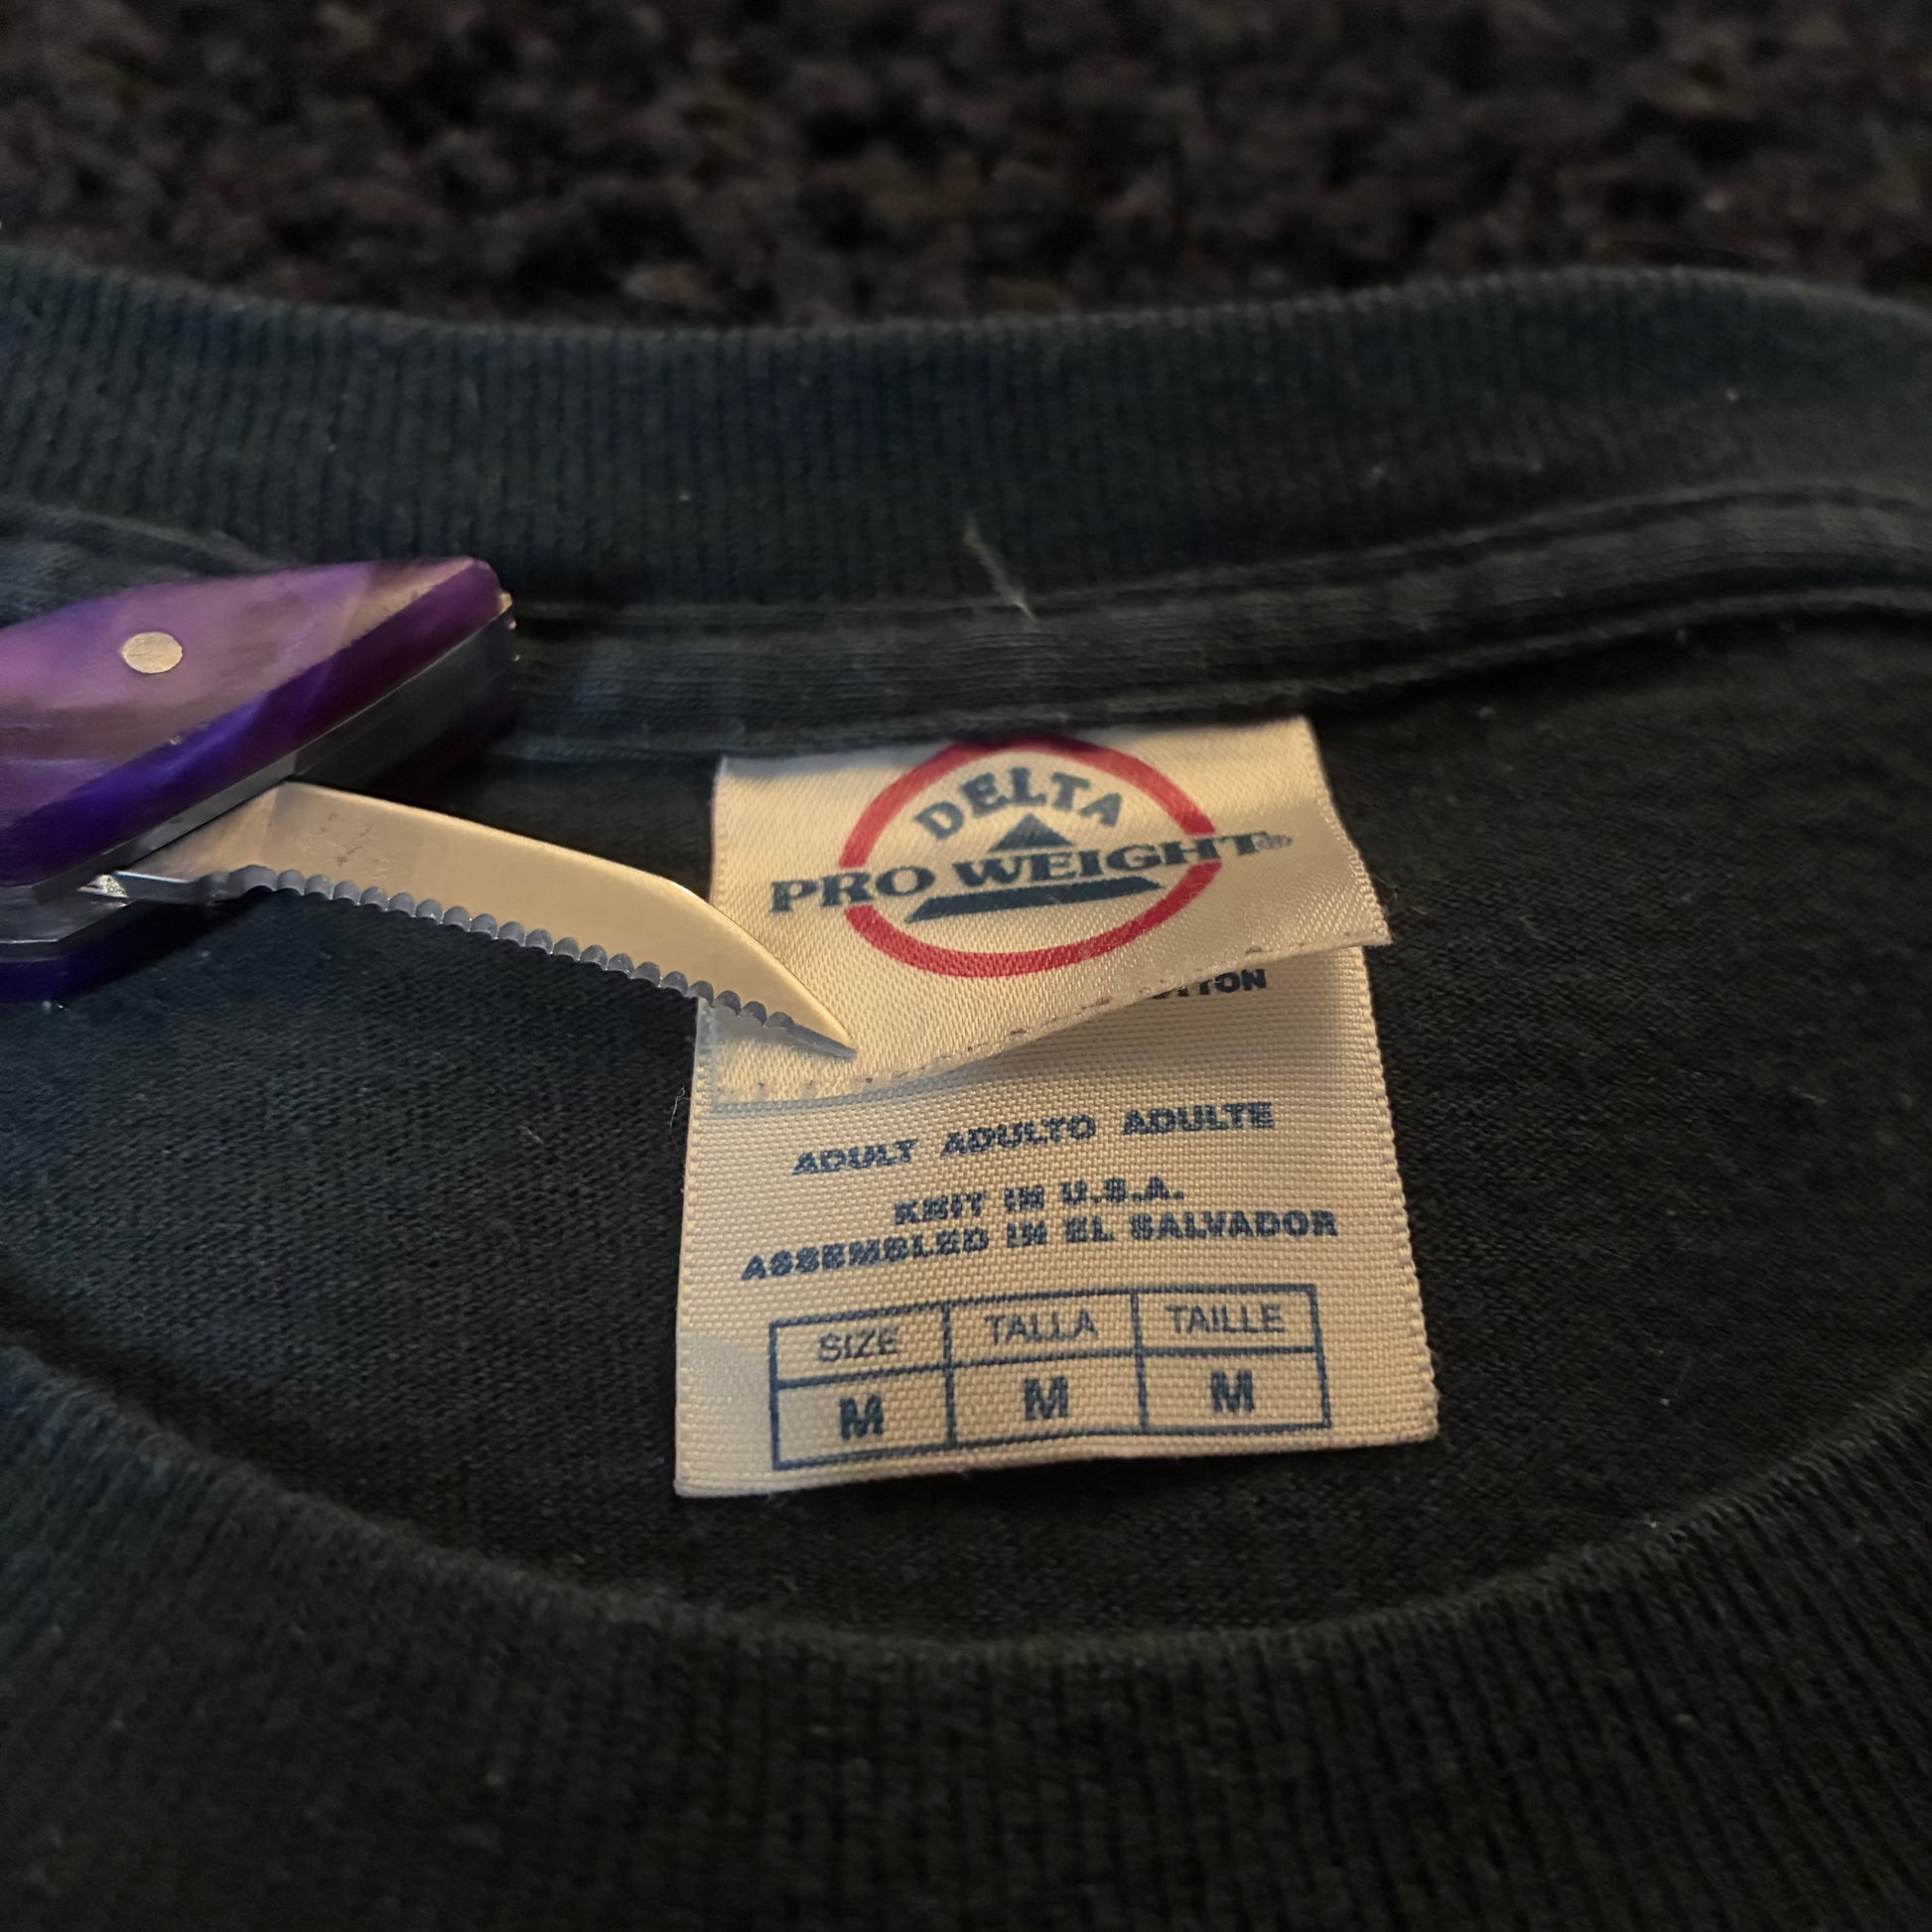 DELTA
PRO WEIGHT®
ADULT ADULTO ADULTE
KNIT IN U.S.A.
ASSEMBLED IN EL SALVADOR
SIZE TALLA TAILLE
M M M